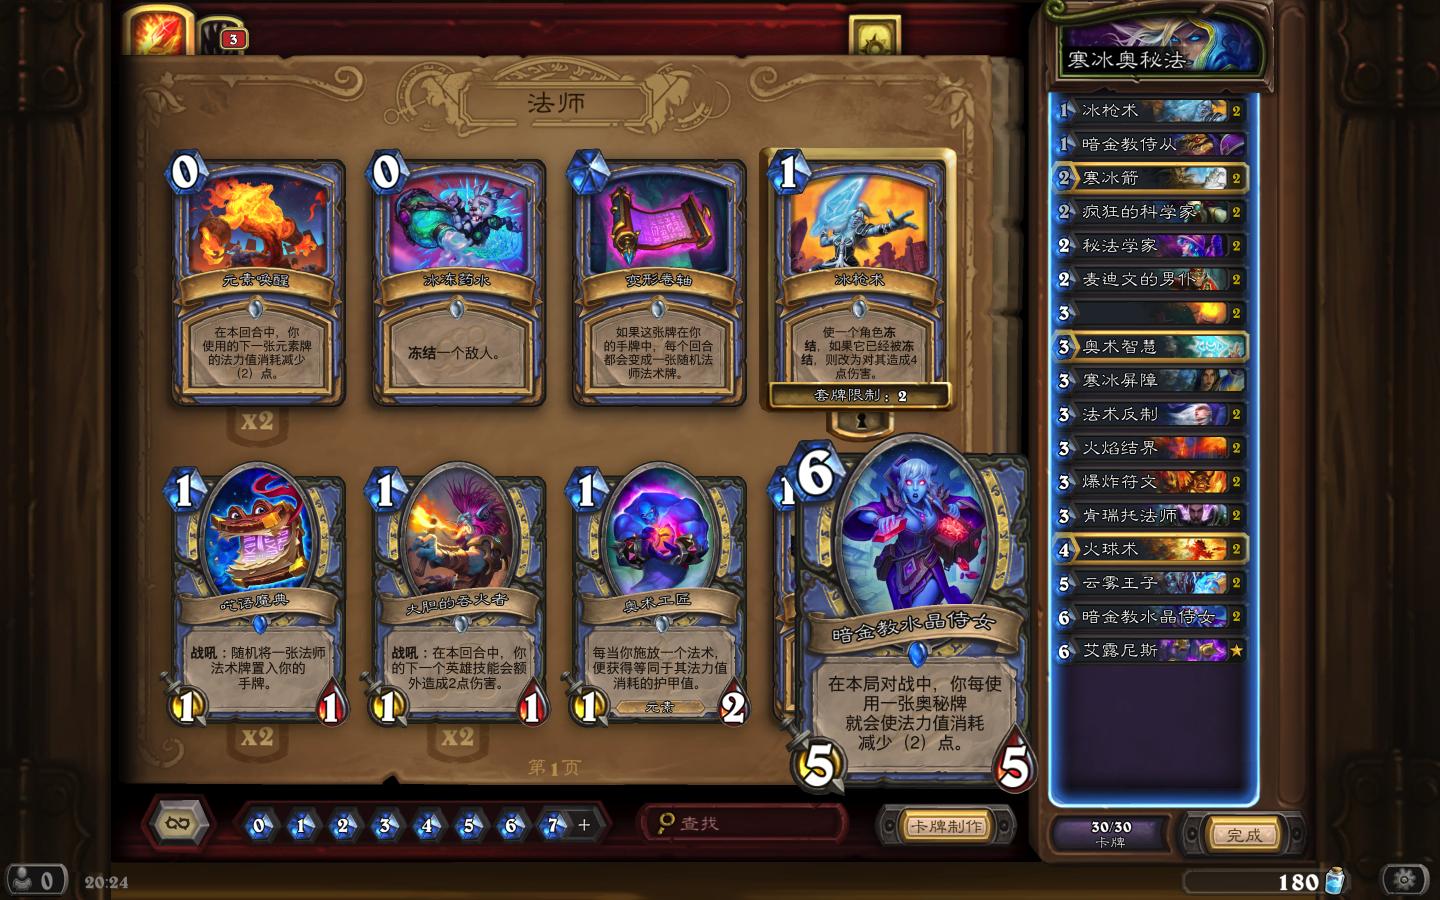 3
法师
寒冰奥秘法
0
元素唤醒
在本回合中，你
使用的下一张元素牌
的法力值消耗减少
（2）点。
x2
0
冰冻药水
冻结一个敌人。
变形卷轴
如果这张牌在你
的手牌中，每个回合
都会变成一张随机法
师法术牌。
1
冰枪术
使一个角色冻
结，如果它已经被冻
结，则改为对其造成4
点伤害。
套牌限制：2
1
咒语魔典
战吼：随机将一张法师
法术牌置入你的
手牌。
1
1
x2
1
大胆的吞火者
战吼：在本回合中，你
的下一个英雄技能会额
外造成2点伤害。
1
1
x2
1
奥术工匠
每当你施放一个法术，
便获得等同于其法力值
消耗的护甲值。
元素
1
2
1
6
暗金教水晶侍女
在本局对战中，你每使
用一张奥秘牌
就会使法力值消耗
减少（2）点。
5
5
第1页
1 冰枪术 2
1 暗金教侍从 2
2 寒冰箭 2
2 疯狂的科学家 2
2 秘法学家 2
2 麦迪文的男仆 2
3 2
3 奥术智慧 2
3 寒冰屏障 2
3 法术反制 2
3 火焰结界 2
3 爆炸符文 2
3 肯瑞托法师 2
4 火球术 2
5 云雾王子 2
6 暗金教水晶侍女 2
6 艾露尼斯
0 1 2 3 4 5 6 7 +
查找
卡牌制作
30/30
卡牌
完成
0
20:24
180